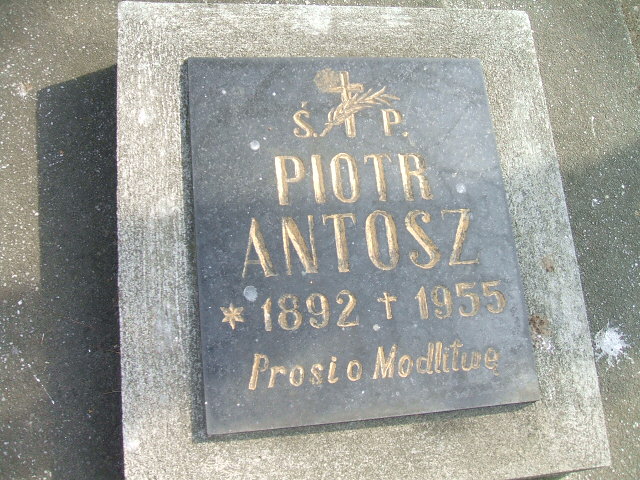 Ś. P.
PIOTR
ANTOSZ
* 1892 † 1955
Prosi o Modlitwę